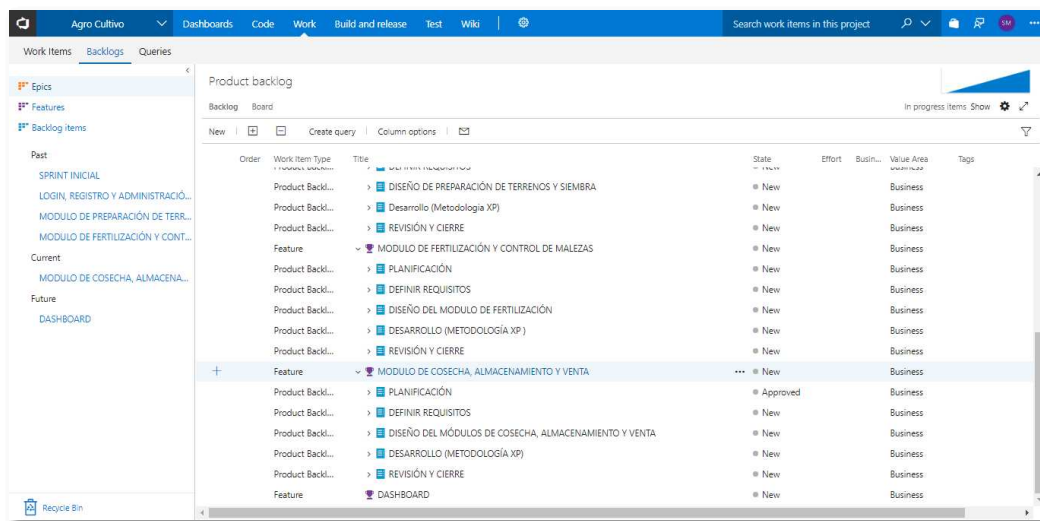 Agro Cultivo Dashboards Code Work Build and release Test Wiki Search work items in this project SM
Work Items Backlogs Queries
Epics
Features
Backlog items
Past
SPRINT INICIAL
LOGIN, REGISTRO Y ADMINISTRACIÓ...
MODULO DE PREPARACIÓN DE TERR...
MODULO DE FERTILIZACIÓN Y CONT...
Current
MODULO DE COSECHA, ALMACENA...
Future
DASHBOARD
Recycle Bin
Product backlog
Backlog Board In progress items Show
New Create query Column options
Order Work Item Type Title State Effort Busin... Value Area Tags
Product Backl... DEFINIR REQUISITOS New Business
Product Backl... DISEÑO DE PREPARACIÓN DE TERRENOS Y SIEMBRA New Business
Product Backl... Desarrollo (Metodología XP) New Business
Product Backl... REVISIÓN Y CIERRE New Business
Feature MODULO DE FERTILIZACIÓN Y CONTROL DE MALEZAS New Business
Product Backl... PLANIFICACIÓN New Business
Product Backl... DEFINIR REQUISITOS New Business
Product Backl... DISEÑO DEL MODULO DE FERTILIZACIÓN New Business
Product Backl... DESARROLLO (METODOLOGÍA XP ) New Business
Product Backl... REVISIÓN Y CIERRE New Business
Feature MODULO DE COSECHA, ALMACENAMIENTO Y VENTA New Business
Product Backl... PLANIFICACIÓN Approved Business
Product Backl... DEFINIR REQUISITOS New Business
Product Backl... DISEÑO DEL MÓDULOS DE COSECHA, ALMACENAMIENTO Y VENTA New Business
Product Backl... DESARROLLO (METODOLOGÍA XP) New Business
Product Backl... REVISIÓN Y CIERRE New Business
Feature DASHBOARD New Business